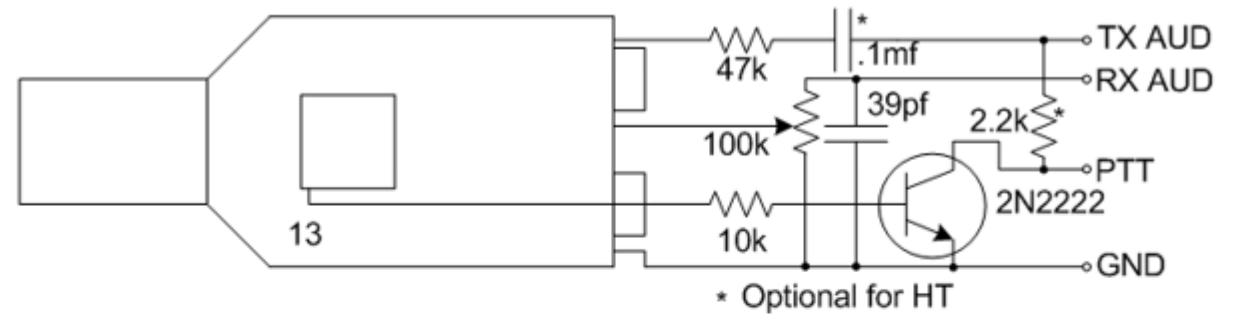 *
TX AUD
47k
.1mf
RX AUD
39pf
2.2k
*
100k
PTT
2N2222
13
10k
GND
* Optional for HT